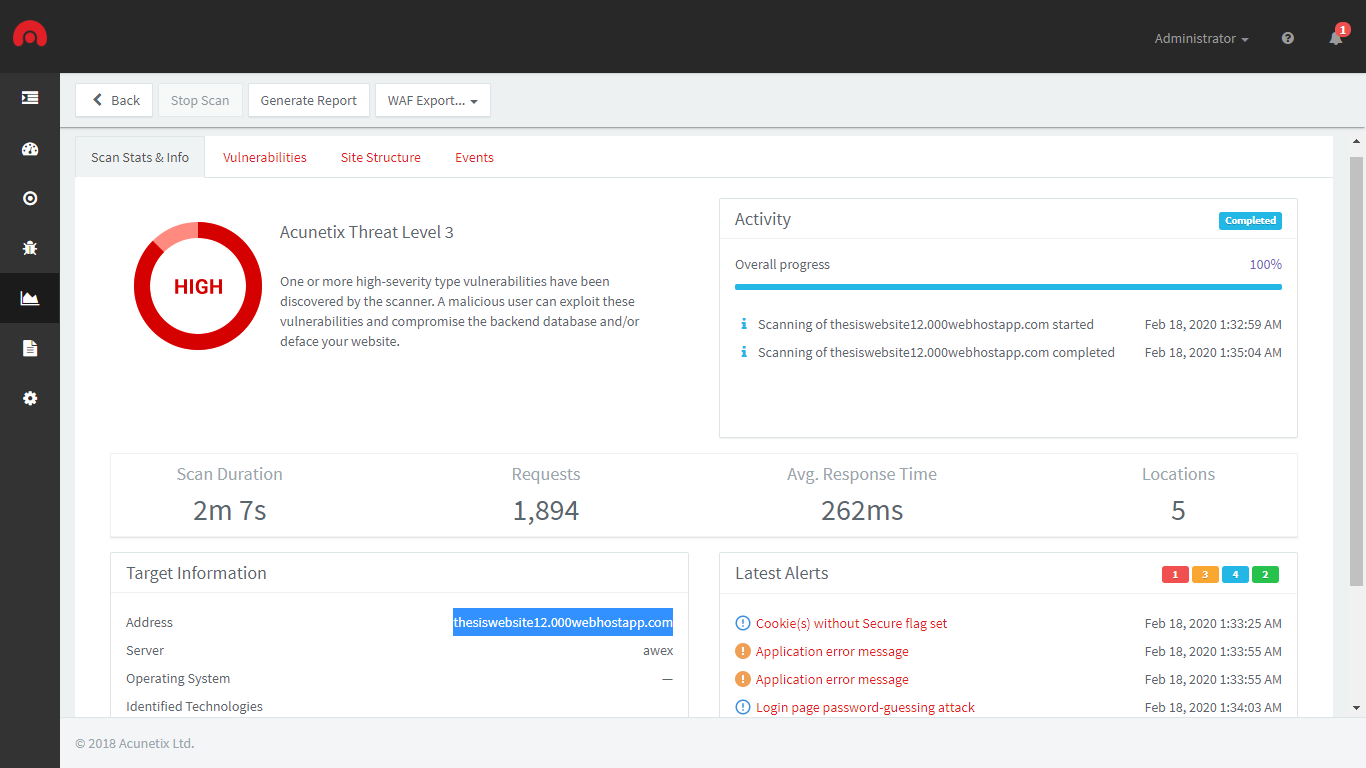 Administrator
1
Back
Stop Scan
Generate Report
WAF Export...
Scan Stats & Info
Vulnerabilities
Site Structure
Events
HIGH
Acunetix Threat Level 3
One or more high-severity type vulnerabilities have been
discovered by the scanner. A malicious user can exploit these
vulnerabilities and compromise the backend database and/or
deface your website.
Activity
Completed
Overall progress
100%
Scanning of thesiswebsite12.000webhostapp.com started
Feb 18, 2020 1:32:59 AM
Scanning of thesiswebsite12.000webhostapp.com completed
Feb 18, 2020 1:35:04 AM
Scan Duration
2m 7s
Requests
1,894
Avg. Response Time
262ms
Locations
5
Target Information
Address
thesiswebsite12.000webhostapp.com
Server
awex
Operating System
—
Identified Technologies
Latest Alerts
1
3
4
2
Cookie(s) without Secure flag set
Feb 18, 2020 1:33:25 AM
Application error message
Feb 18, 2020 1:33:55 AM
Application error message
Feb 18, 2020 1:33:55 AM
Login page password-guessing attack
Feb 18, 2020 1:34:03 AM
© 2018 Acunetix Ltd.